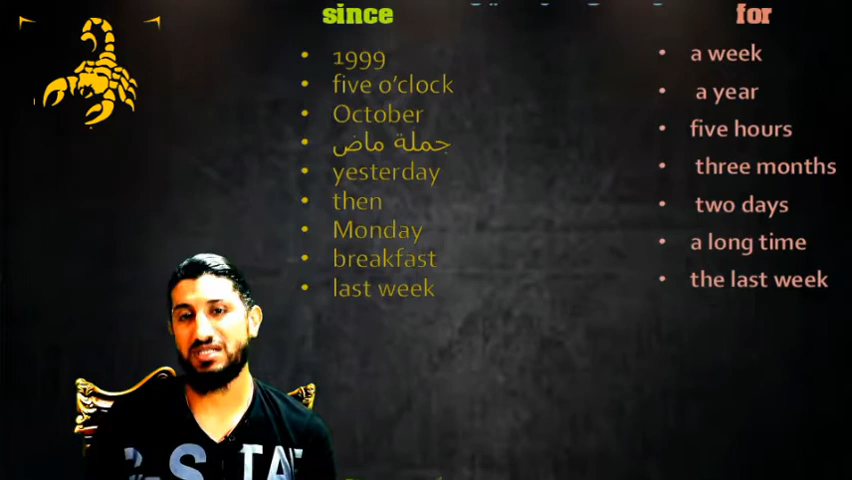 since
1999
five o’clock
October
جملة ماض
yesterday
then
Monday
breakfast
last week
for
a week
a year
five hours
three months
two days
a long time
the last week